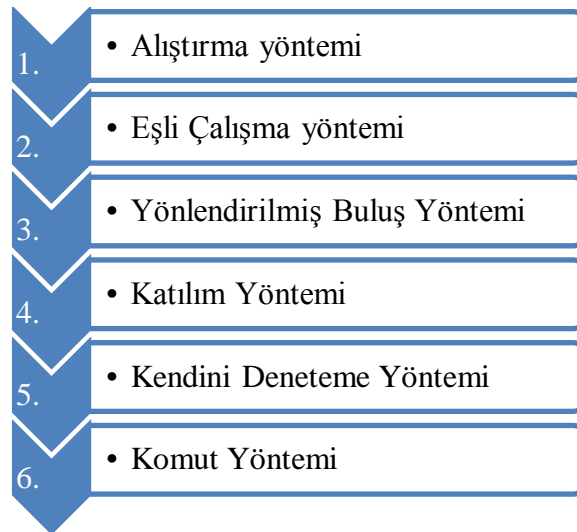 1. • Alıştırma yöntemi
2. • Eşli Çalışma yöntemi
3. • Yönlendirilmiş Buluş Yöntemi
4. • Katılım Yöntemi
5. • Kendini Deneteme Yöntemi
6. • Komut Yöntemi